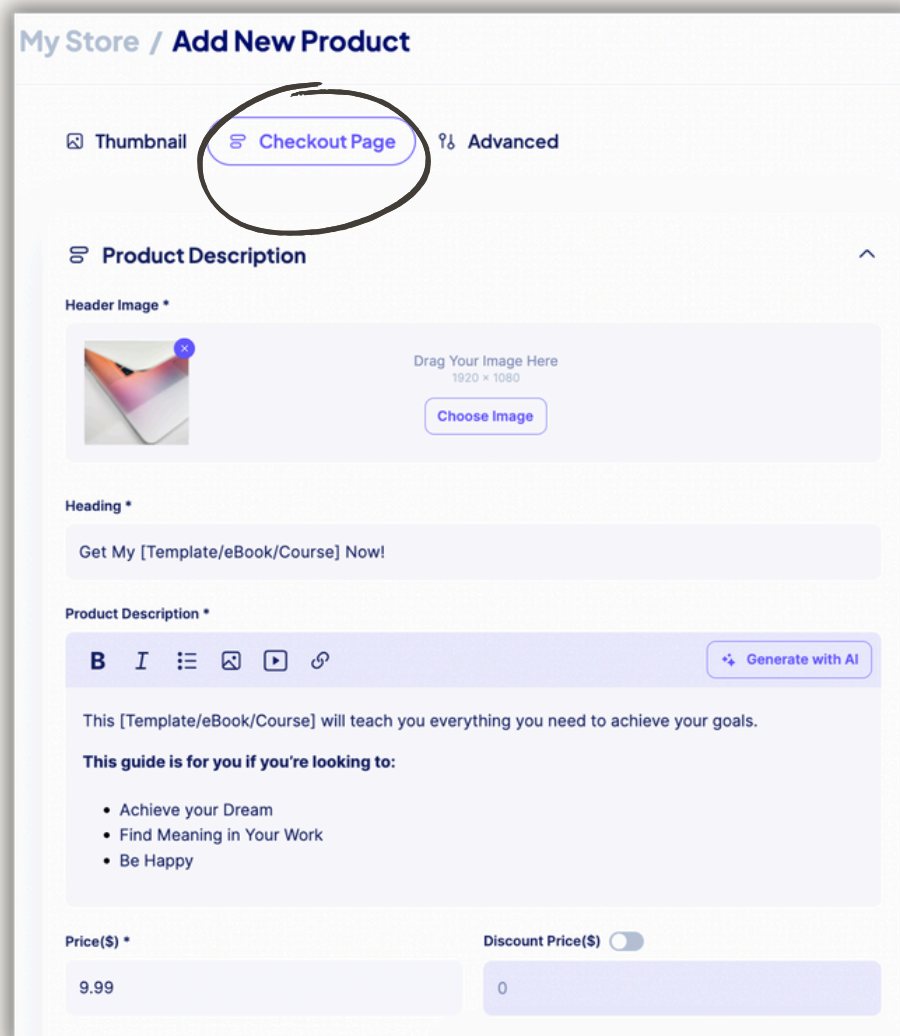 My Store / Add New Product
Thumbnail Checkout Page Advanced
Product Description
Header Image *
Drag Your Image Here
1920 × 1080
Choose Image
Heading *
Get My [Template/eBook/Course] Now!
Product Description *
B I Generate with AI
This [Template/eBook/Course] will teach you everything you need to achieve your goals.
This guide is for you if you’re looking to:
• Achieve your Dream
• Find Meaning in Your Work
• Be Happy
Price($) * Discount Price($)
9.99 0